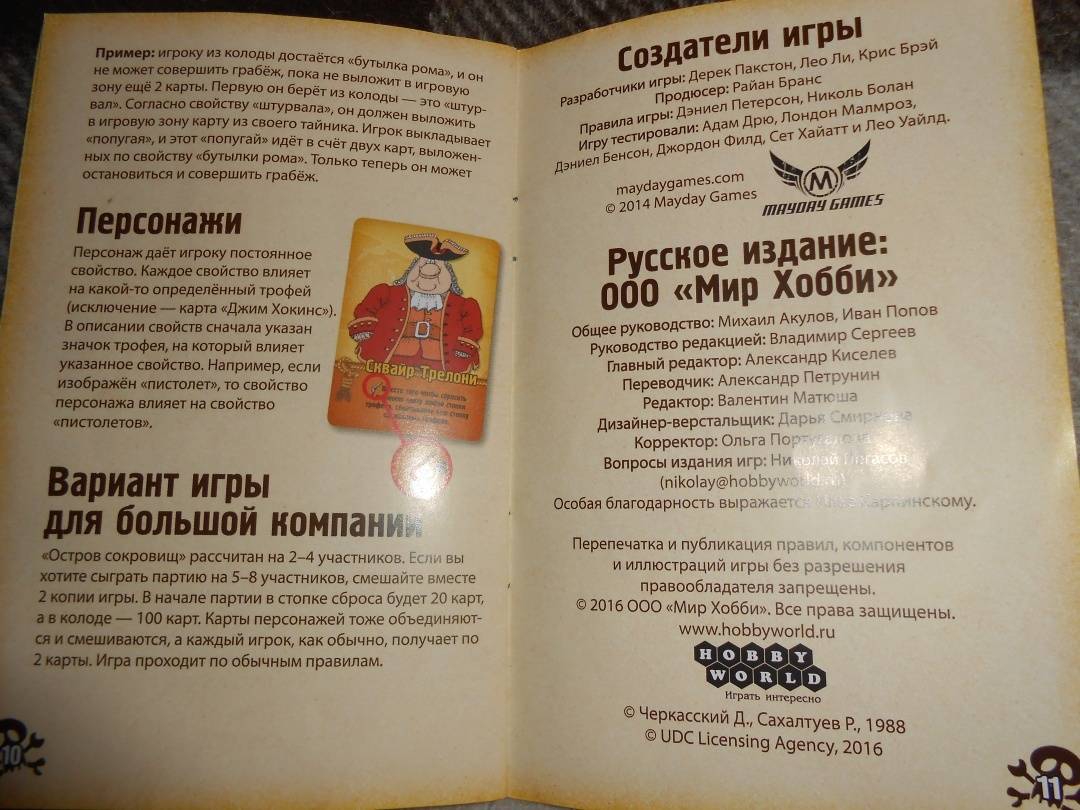 Пример: игроку из колоды достаётся «бутылка рома», и он
не может совершить грабёж, пока не выложит в игровую
зону ещё 2 карты. Первую он берёт из колоды — это «штур-
вал». Согласно свойству «штурвала», он должен выложить
в игровую зону карту из своего тайника. Игрок выкладывает
«попугая», и этот «попугай» идёт в счёт двух карт, выложен-
ных по свойству «бутылки рома». Только теперь он может
остановиться и совершить грабёж.
Персонажи
Персонаж даёт игроку постоянное
свойство. Каждое свойство влияет
на какой-то определённый трофей
(исключение — карта «Джим Хокинс»).
В описании свойств сначала указан
значок трофея, на который влияет
указанное свойство. Например, если
изображён «пистолет», то свойство
персонажа влияет на свойство
«пистолетов».
Сквайр Трелони
Вместо того чтобы сбросить
Вариант игры
для большой компании
«Остров сокровищ» рассчитан на 2–4 участников. Если вы
хотите сыграть партию на 5–8 участников, смешайте вместе
2 копии игры. В начале партии в стопке сброса будет 20 карт,
а в колоде — 100 карт. Карты персонажей тоже объединяют-
ся и смешиваются, а каждый игрок, как обычно, получает по
2 карты. Игра проходит по обычным правилам.
10
Создатели игры
Разработчики игры: Дерек Пакстон, Лео Ли, Крис Брэй
Продюсер: Райан Бранс
Правила игры: Дэниел Петерсон, Николь Болан
Игру тестировали: Адам Дрю, Лондон Малмроз,
Дэниел Бенсон, Джордон Филд, Сет Хайатт и Лео Уайлд.
maydaygames.com
© 2014 Mayday Games
M
MAYDAY GAMES
Русское издание:
ООО «Мир Хобби»
Общее руководство: Михаил Акулов, Иван Попов
Руководство редакцией: Владимир Сергеев
Главный редактор: Александр Киселев
Переводчик: Александр Петрунин
Редактор: Валентин Матюша
Дизайнер-верстальщик: Дарья Смирнова
Корректор: Ольга Португалова
Вопросы издания игр: Николай Пегасов
(nikolay@hobbyworld.ru)
Особая благодарность выражается Карпинскому.
Перепечатка и публикация правил, компонентов
и иллюстраций игры без разрешения
правообладателя запрещены.
© 2016 ООО «Мир Хобби». Все права защищены.
www.hobbyworld.ru
HOBBY
WORLD
Играть интересно
© Черкасский Д., Сахалтуев Р., 1988
© UDC Licensing Agency, 2016
11